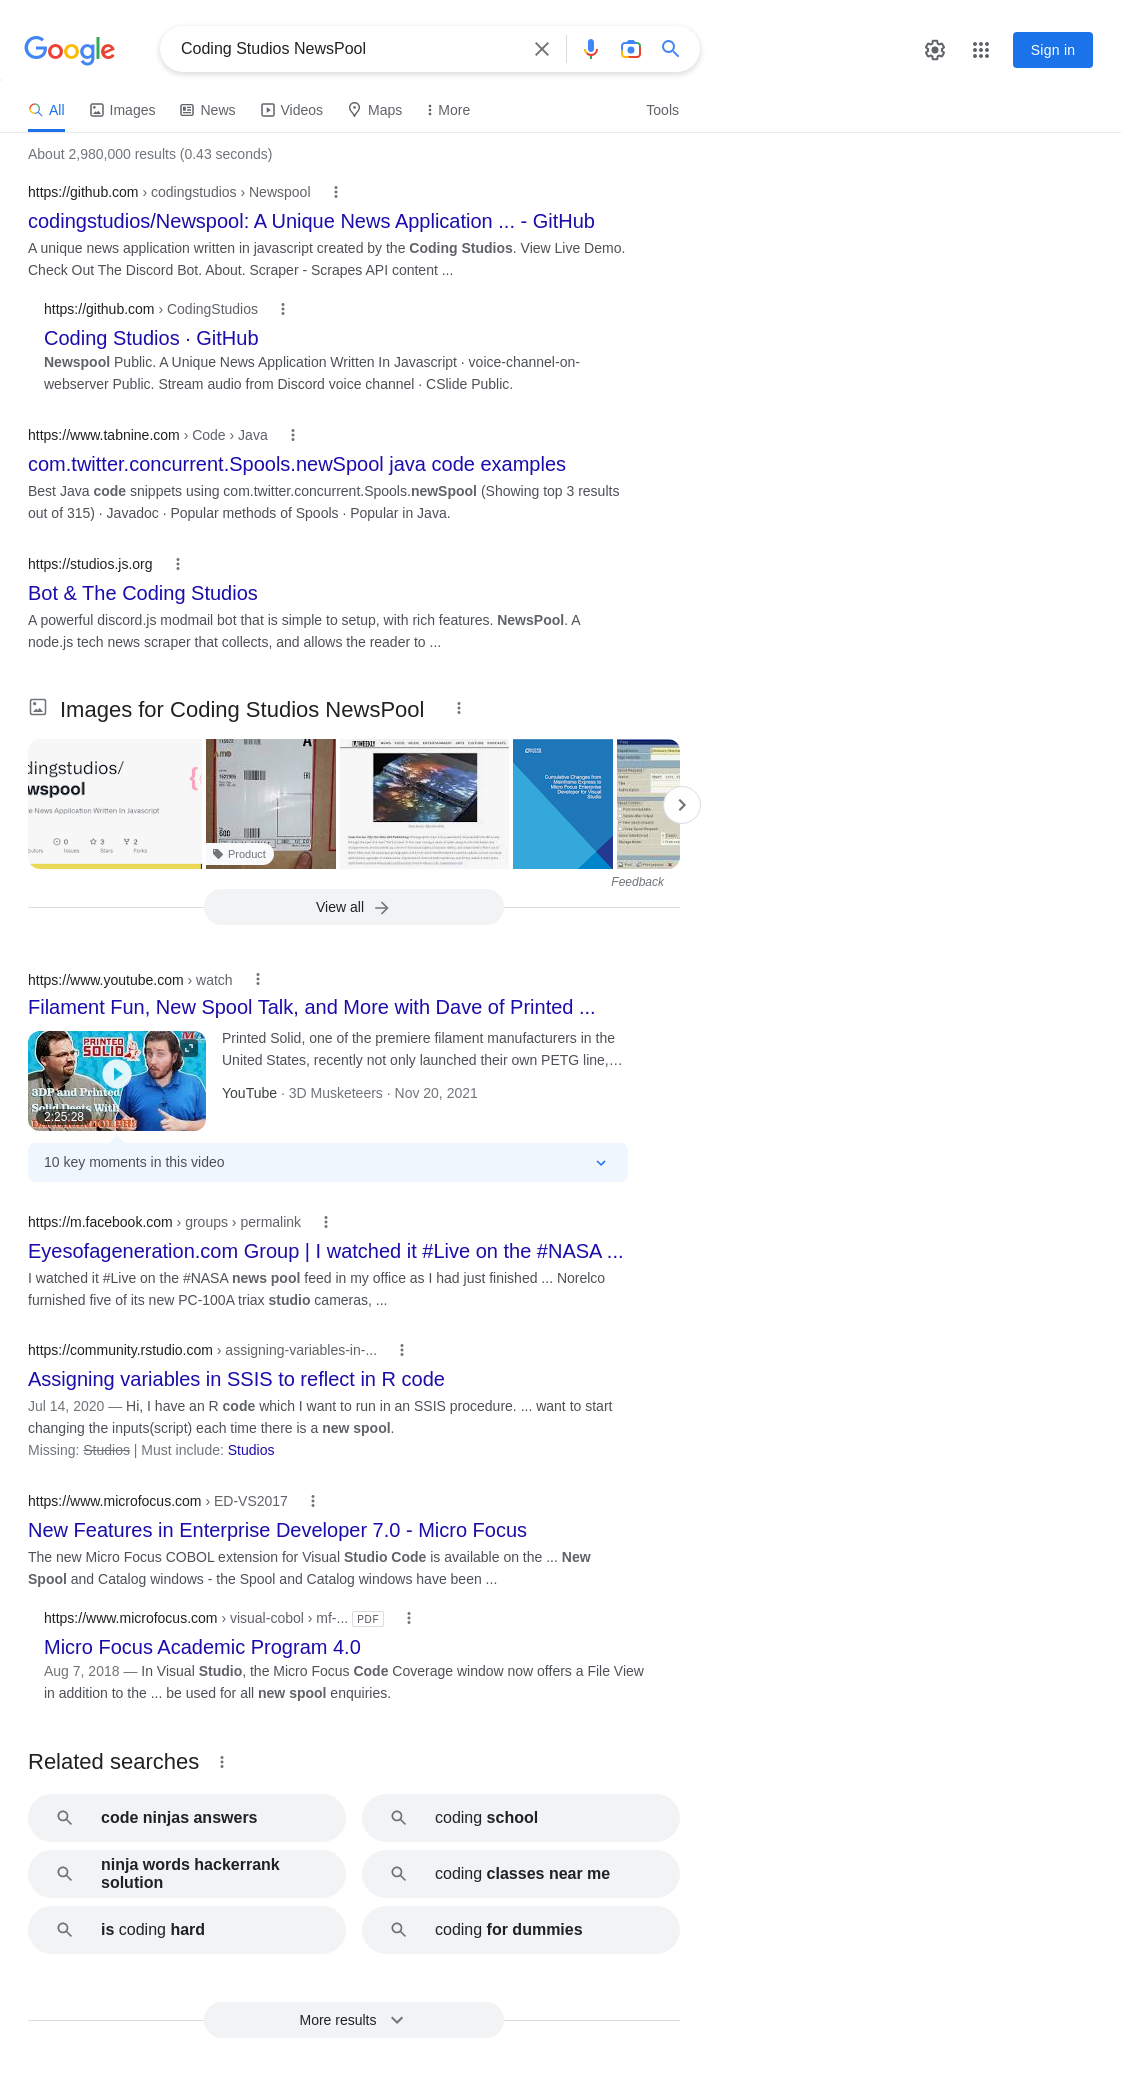 Google
Coding Studios NewsPool
Sign in
All
Images
News
Videos
Maps
More
Tools
About 2,980,000 results (0.43 seconds)
https://github.com › codingstudios › Newspool
codingstudios/Newspool: A Unique News Application ... - GitHub
A unique news application written in javascript created by the Coding Studios. View Live Demo.
Check Out The Discord Bot. About. Scraper - Scrapes API content ...
https://github.com › CodingStudios
Coding Studios · GitHub
Newspool Public. A Unique News Application Written In Javascript · voice-channel-on-
webserver Public. Stream audio from Discord voice channel · CSlide Public.
https://www.tabnine.com › Code › Java
com.twitter.concurrent.Spools.newSpool java code examples
Best Java code snippets using com.twitter.concurrent.Spools.newSpool (Showing top 3 results
out of 315) · Javadoc · Popular methods of Spools · Popular in Java.
https://studios.js.org
Bot & The Coding Studios
A powerful discord.js modmail bot that is simple to setup, with rich features. NewsPool. A
node.js tech news scraper that collects, and allows the reader to ...
Images for Coding Studios NewsPool
dingstudios/
wspool
e News Application Written In Javascript
0
3
2
Issues
Stars
Forks
Product
WEEKLY
Cumulative Changes from
Mainframe Express to
Micro Focus Enterprise
Developer for Visual
Studio
Feedback
View all
https://www.youtube.com › watch
Filament Fun, New Spool Talk, and More with Dave of Printed ...
PRINTED
SOLID
3DP and Printed
Solid Deets With
2:25:28
Printed Solid, one of the premiere filament manufacturers in the
United States, recently not only launched their own PETG line,…
YouTube · 3D Musketeers · Nov 20, 2021
10 key moments in this video
https://m.facebook.com › groups › permalink
Eyesofageneration.com Group | I watched it #Live on the #NASA ...
I watched it #Live on the #NASA news pool feed in my office as I had just finished ... Norelco
furnished five of its new PC-100A triax studio cameras, ...
https://community.rstudio.com › assigning-variables-in-...
Assigning variables in SSIS to reflect in R code
Jul 14, 2020 — Hi, I have an R code which I want to run in an SSIS procedure. ... want to start
changing the inputs(script) each time there is a new spool.
Missing: Studios | Must include: Studios
https://www.microfocus.com › ED-VS2017
New Features in Enterprise Developer 7.0 - Micro Focus
The new Micro Focus COBOL extension for Visual Studio Code is available on the ... New
Spool and Catalog windows - the Spool and Catalog windows have been ...
https://www.microfocus.com › visual-cobol › mf-... PDF
Micro Focus Academic Program 4.0
Aug 7, 2018 — In Visual Studio, the Micro Focus Code Coverage window now offers a File View
in addition to the ... be used for all new spool enquiries.
Related searches
code ninjas answers
coding school
ninja words hackerrank
solution
coding classes near me
is coding hard
coding for dummies
More results